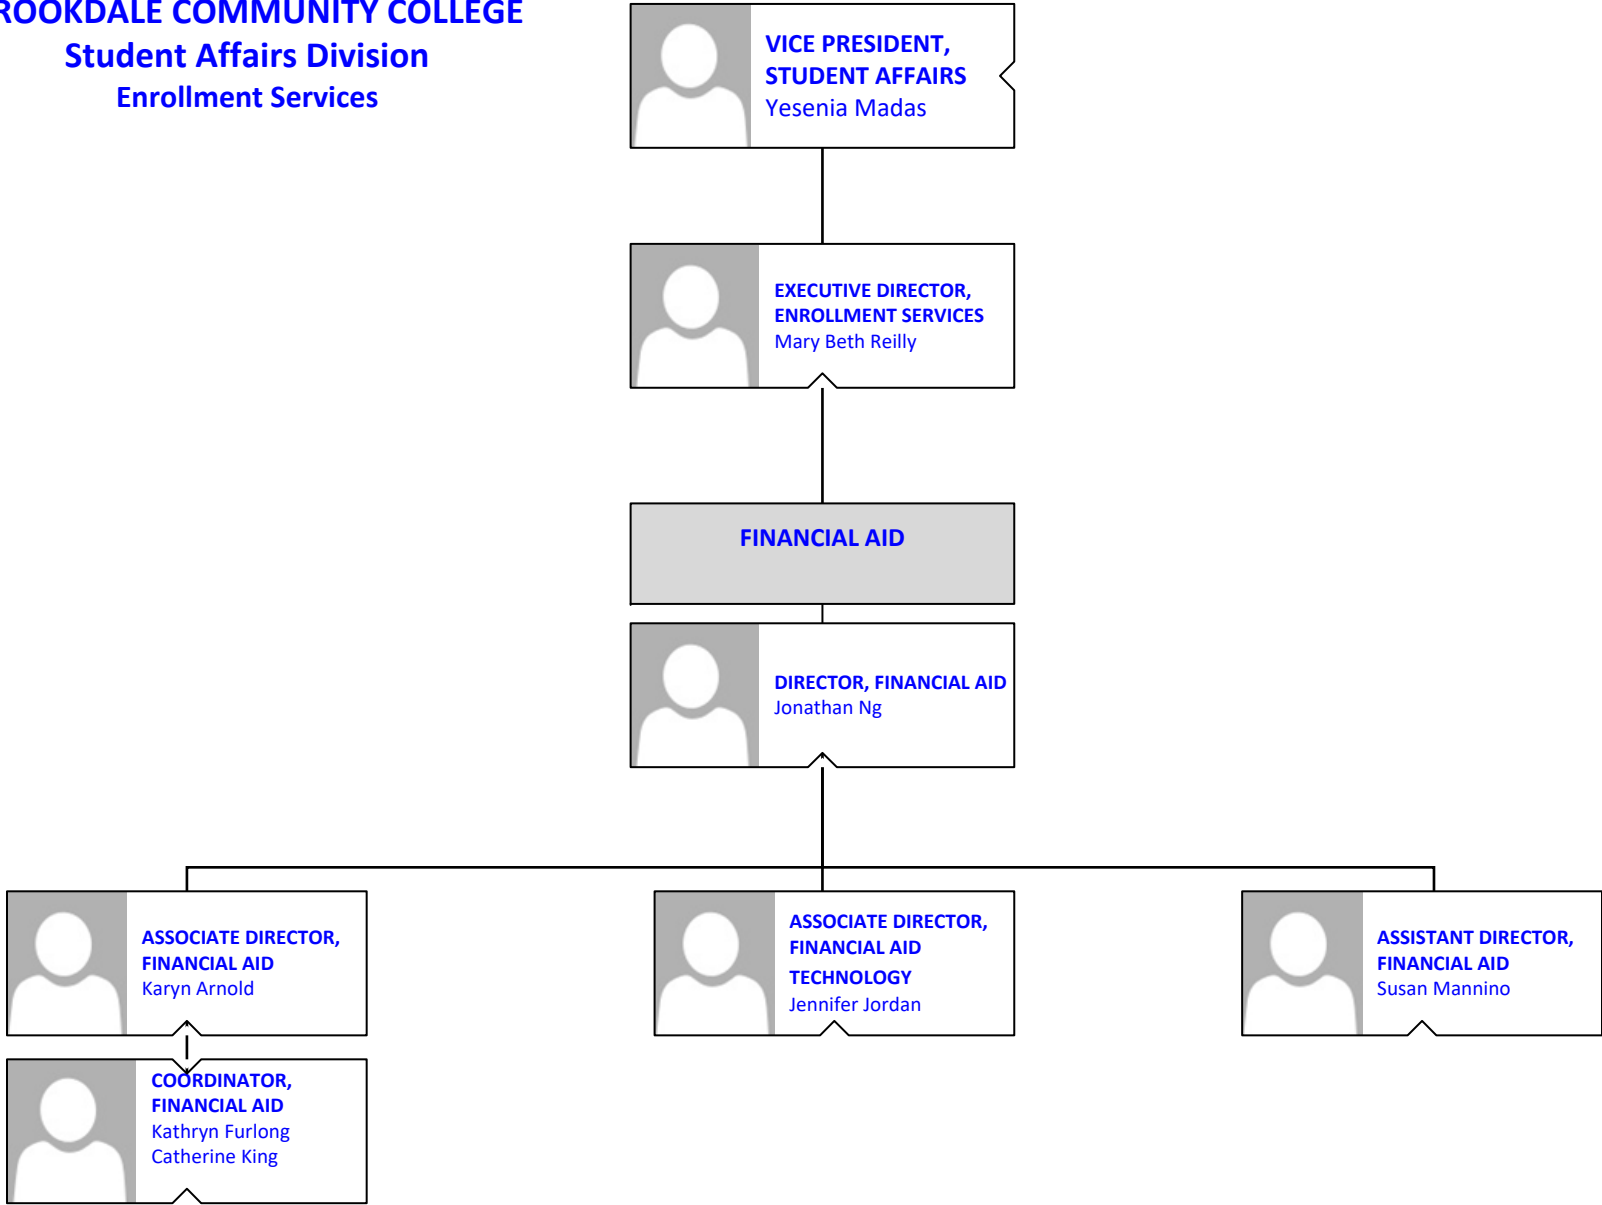 ROOKDALE COMMUNITY COLLEGE
Student Affairs Division
Enrollment Services
VICE PRESIDENT,
STUDENT AFFAIRS
Yesenia Madas
EXECUTIVE DIRECTOR,
ENROLLMENT SERVICES
Mary Beth Reilly
FINANCIAL AID
DIRECTOR, FINANCIAL AID
Jonathan Ng
ASSOCIATE DIRECTOR,
FINANCIAL AID
Karyn Arnold
ASSOCIATE DIRECTOR,
FINANCIAL AID
TECHNOLOGY
Jennifer Jordan
ASSISTANT DIRECTOR,
FINANCIAL AID
Susan Mannino
COORDINATOR,
FINANCIAL AID
Kathryn Furlong
Catherine King